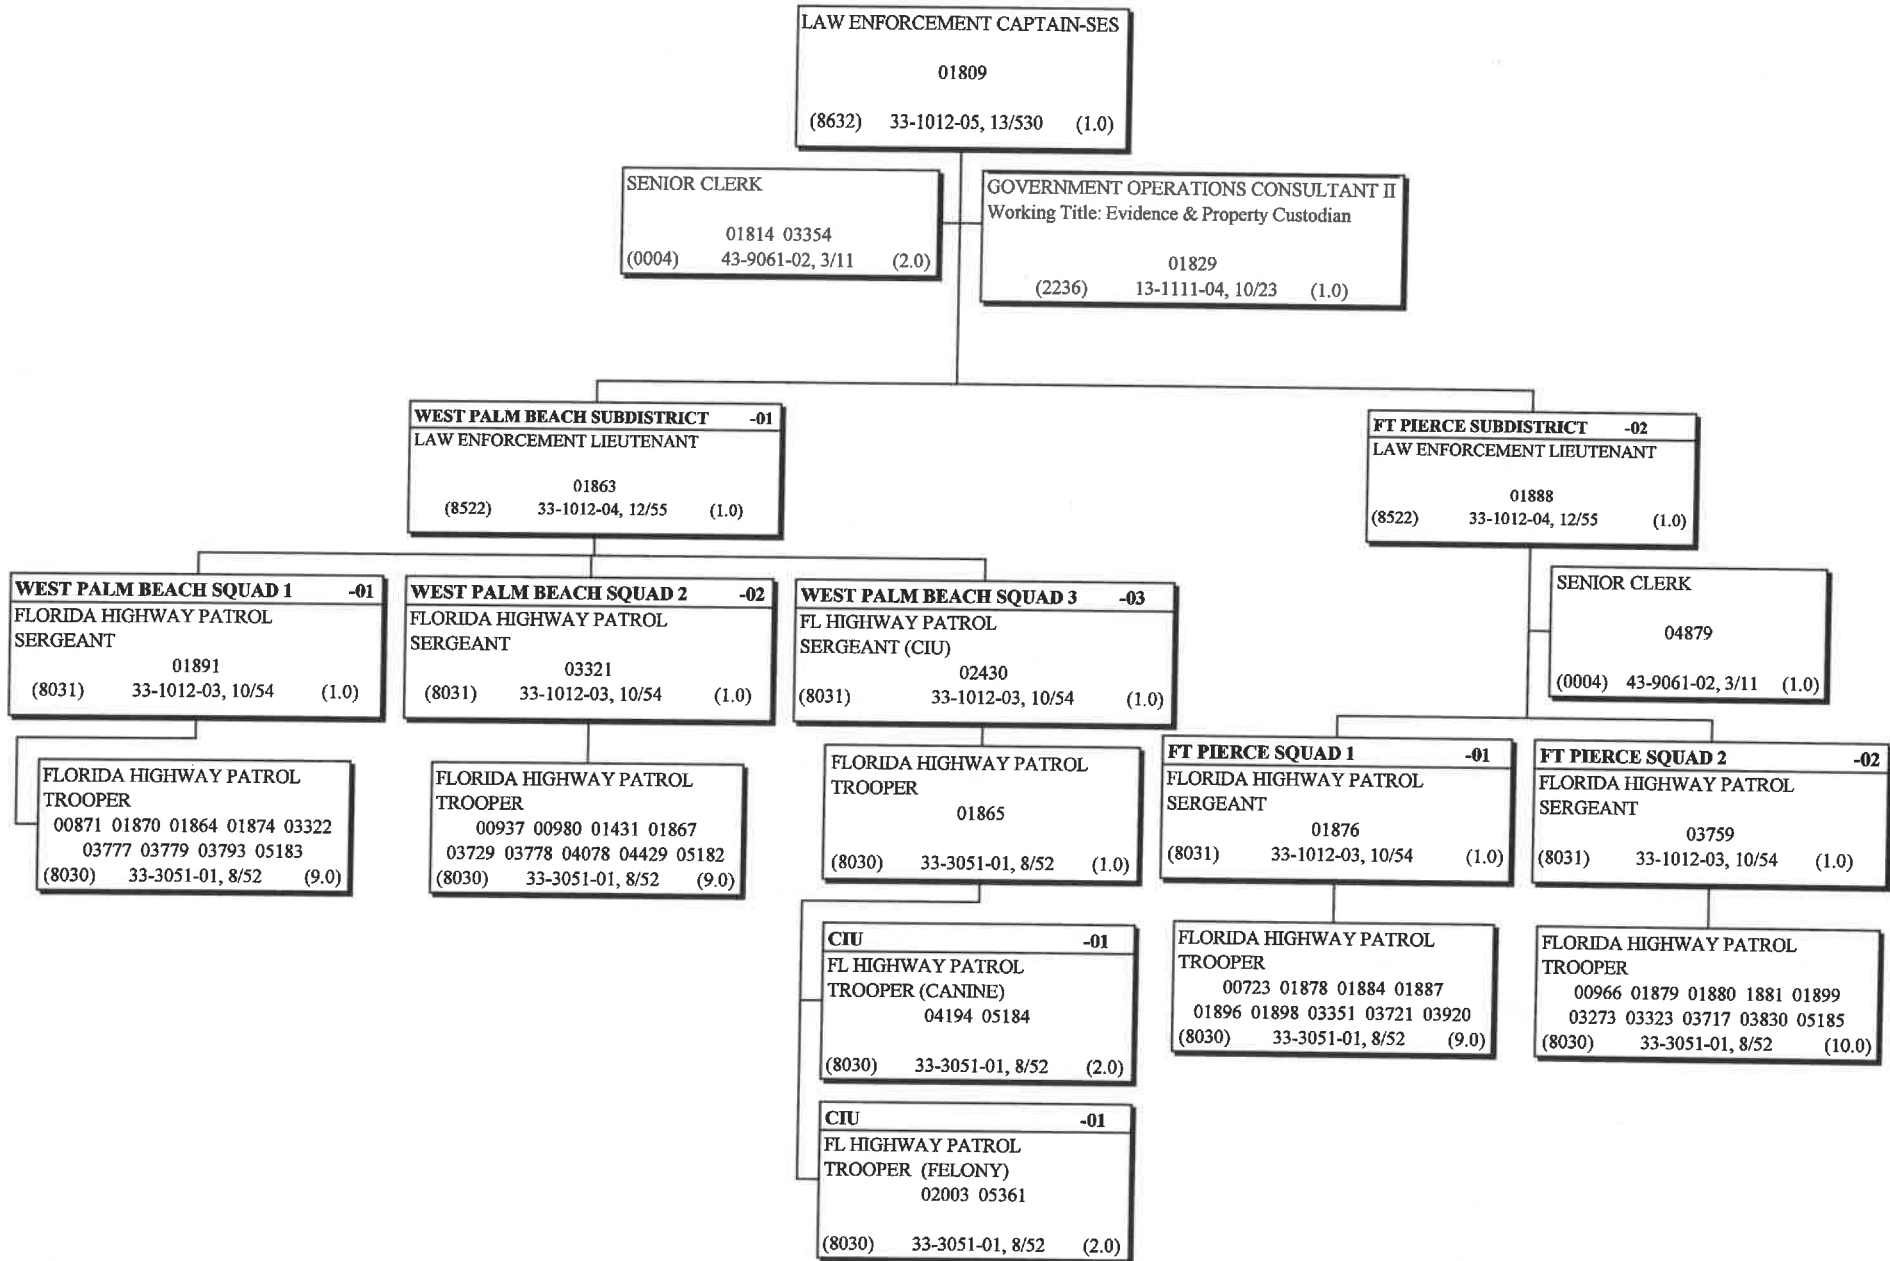 LAW ENFORCEMENT CAPTAIN-SES
01809
(8632) 33-1012-05, 13/530 (1.0)
SENIOR CLERK
01814 03354
(0004) 43-9061-02, 3/11 (2.0)
GOVERNMENT OPERATIONS CONSULTANT II
Working Title: Evidence & Property Custodian
01829
(2236) 13-1111-04, 10/23 (1.0)
WEST PALM BEACH SUBDISTRICT -01
LAW ENFORCEMENT LIEUTENANT
01863
(8522) 33-1012-04, 12/55 (1.0)
FT PIERCE SUBDISTRICT -02
LAW ENFORCEMENT LIEUTENANT
01888
(8522) 33-1012-04, 12/55 (1.0)
WEST PALM BEACH SQUAD 1 -01
FLORIDA HIGHWAY PATROL
SERGEANT
01891
(8031) 33-1012-03, 10/54 (1.0)
WEST PALM BEACH SQUAD 2 -02
FLORIDA HIGHWAY PATROL
SERGEANT
03321
(8031) 33-1012-03, 10/54 (1.0)
WEST PALM BEACH SQUAD 3 -03
FL HIGHWAY PATROL
SERGEANT (CIU)
02430
(8031) 33-1012-03, 10/54 (1.0)
SENIOR CLERK
04879
(0004) 43-9061-02, 3/11 (1.0)
FLORIDA HIGHWAY PATROL
TROOPER
00871 01870 01864 01874 03322
03777 03779 03793 05183
(8030) 33-3051-01, 8/52 (9.0)
FLORIDA HIGHWAY PATROL
TROOPER
00937 00980 01431 01867
03729 03778 04078 04429 05182
(8030) 33-3051-01, 8/52 (9.0)
FLORIDA HIGHWAY PATROL
TROOPER
01865
(8030) 33-3051-01, 8/52 (1.0)
FT PIERCE SQUAD 1 -01
FLORIDA HIGHWAY PATROL
SERGEANT
01876
(8031) 33-1012-03, 10/54 (1.0)
FT PIERCE SQUAD 2 -02
FLORIDA HIGHWAY PATROL
SERGEANT
03759
(8031) 33-1012-03, 10/54 (1.0)
CIU -01
FL HIGHWAY PATROL
TROOPER (CANINE)
04194 05184
(8030) 33-3051-01, 8/52 (2.0)
FLORIDA HIGHWAY PATROL
TROOPER
00723 01878 01884 01887
01896 01898 03351 03721 03920
(8030) 33-3051-01, 8/52 (9.0)
FLORIDA HIGHWAY PATROL
TROOPER
00966 01879 01880 1881 01899
03273 03323 03717 03830 05185
(8030) 33-3051-01, 8/52 (10.0)
CIU -01
FL HIGHWAY PATROL
TROOPER (FELONY)
02003 05361
(8030) 33-3051-01, 8/52 (2.0)